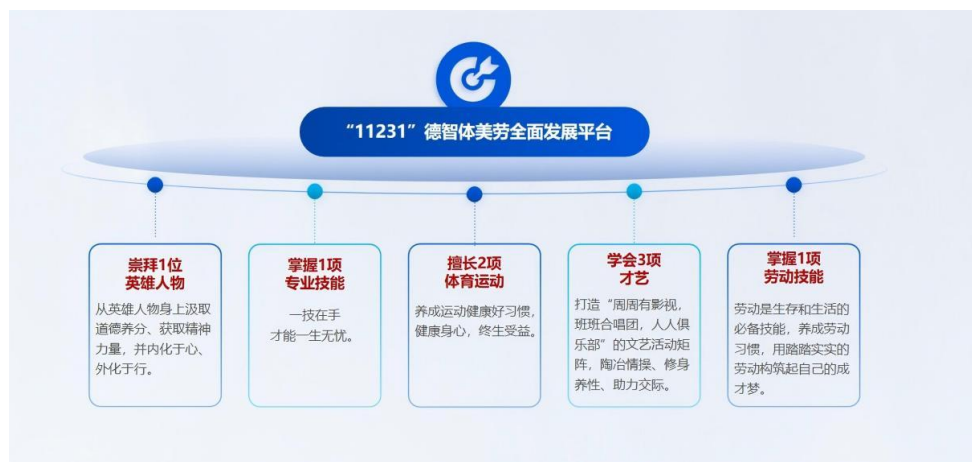 “11231”德智体美劳全面发展平台
崇拜1位
英雄人物
从英雄人物身上汲取
道德养分、获取精神
力量，并内化于心、
外化于行。
掌握1项
专业技能
一技在手
才能一生无忧。
擅长2项
体育运动
养成运动健康好习惯，
健康身心，终生受益。
学会3项
才艺
打造“周周有影视，
班班合唱团，人人俱
乐部”的文艺活动矩
阵，陶冶情操、修身
养性、助力交际。
掌握1项
劳动技能
劳动是生存和生活的
必备技能，养成劳动
习惯，用踏踏实实的
劳动构筑起自己的成
才梦。